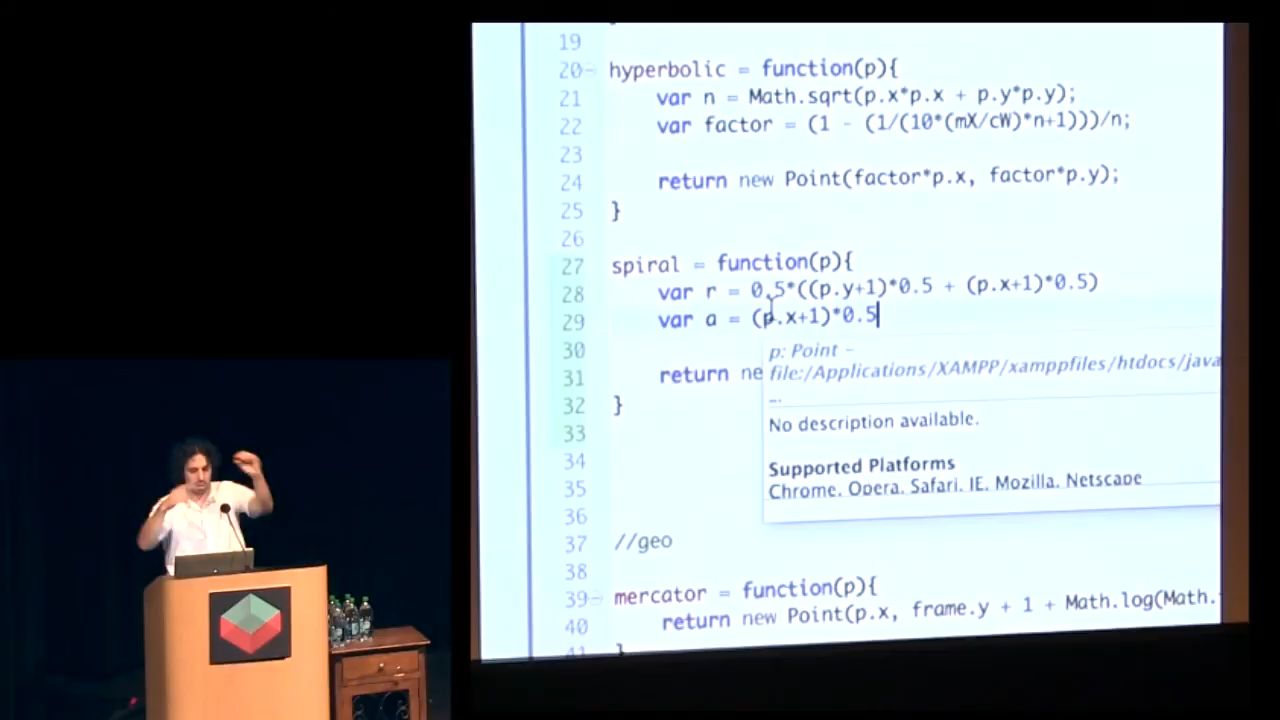 19
20 hyperbolic = function(p){
21 var n = Math.sqrt(p.x*p.x + p.y*p.y);
22 var factor = (1 - (1/(10*(mX/cW)*n+1)))/n;
23
24 return new Point(factor*p.x, factor*p.y);
25 }
26
27 spiral = function(p){
28 var r = 0.5*((p.y+1)*0.5 + (p.x+1)*0.5)
29 var a = (p.x+1)*0.5
30 p: Point -
31 return ne file:/Applications/XAMPP/xamppfiles/htdocs/java
...
32 }
No description available.
33
34 Supported Platforms
35 Chrome, Opera, Safari, IE, Mozilla, Netscape
36
37 //geo
38
39 mercator = function(p){
40 return new Point(p.x, frame.y + 1 + Math.log(Math.
41 }